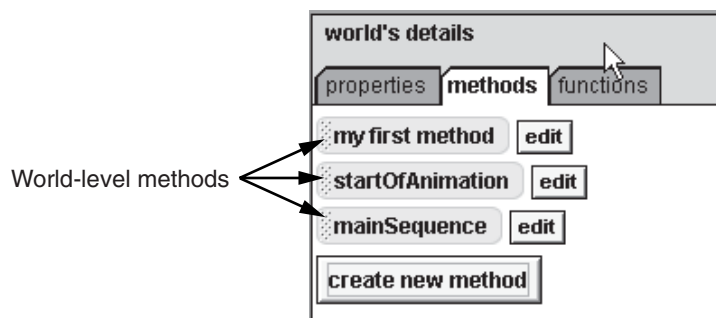 world's details
properties methods functions
my first method edit
World-level methods
startOfAnimation edit
mainSequence edit
create new method